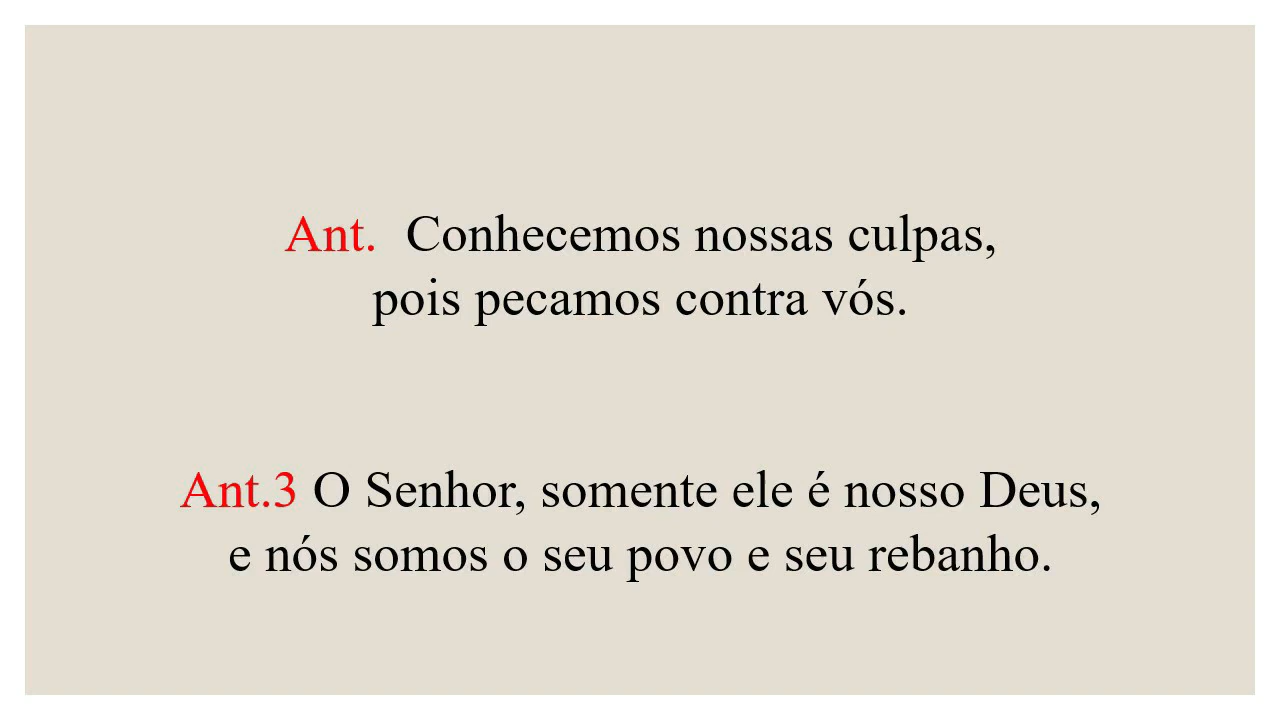 Ant. Conhecemos nossas culpas,
pois pecamos contra vós.
Ant.3 O Senhor, somente ele é nosso Deus,
e nós somos o seu povo e seu rebanho.